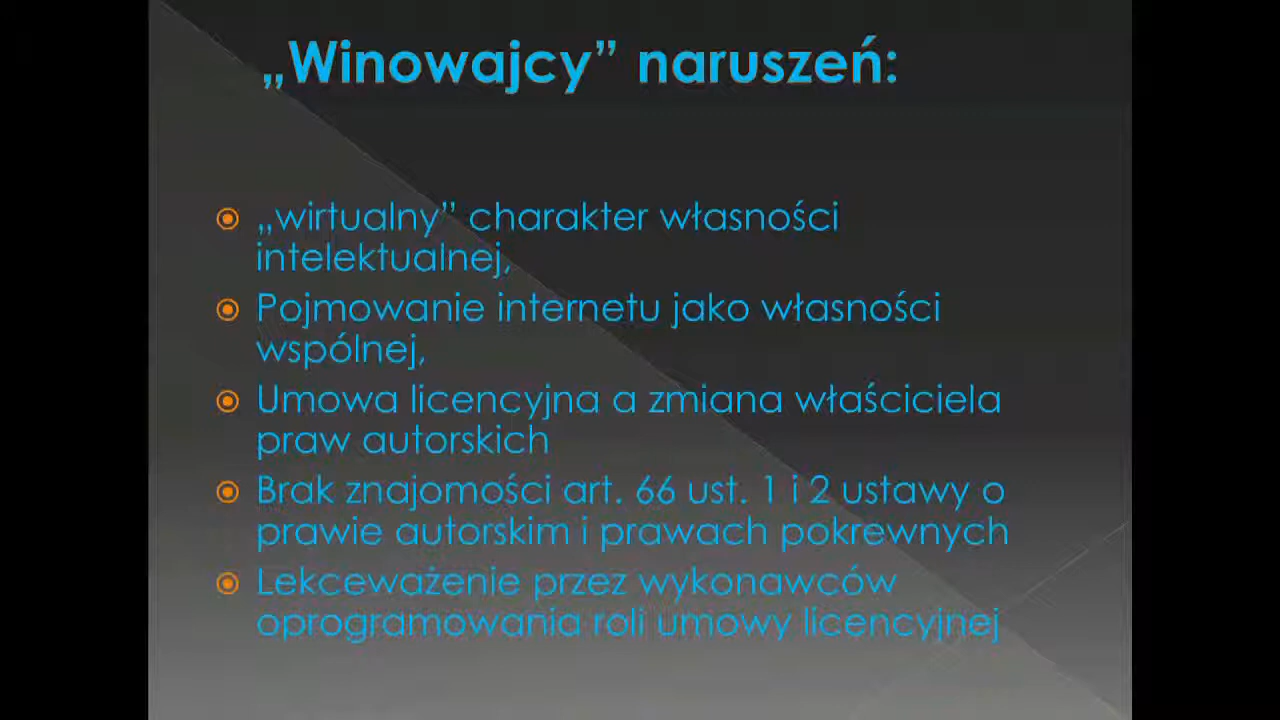 „Winowajcy” naruszeń:
„wirtualny” charakter własności
intelektualnej,
Pojmowanie internetu jako własności
wspólnej,
Umowa licencyjna a zmiana właściciela
praw autorskich
Brak znajomości art. 66 ust. 1 i 2 ustawy o
prawie autorskim i prawach pokrewnych
Lekceważenie przez wykonawców
oprogramowania roli umowy licencyjnej